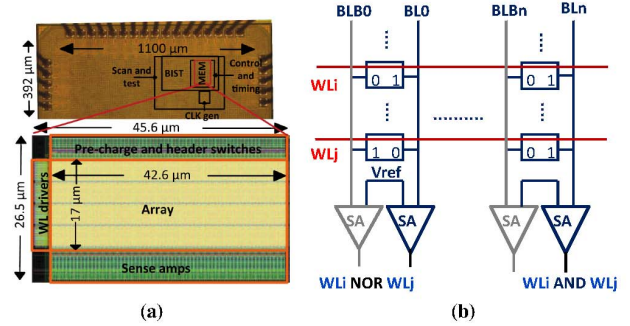 (a)
1100 µm
392 µm
Scan and test
BIST
MEM
Control and timing
CLK gen
45.6 µm
Pre-charge and header switches
WL drivers
42.6 µm
26.5 µm
17 µm
Array
Sense amps
(a)
BLB0 BL0 BLBn BLn
WLi
0 1 0 1
WLj
1 0 1 0
Vref
SA SA SA SA
WLi NOR WLj WLi AND WLj
(b)